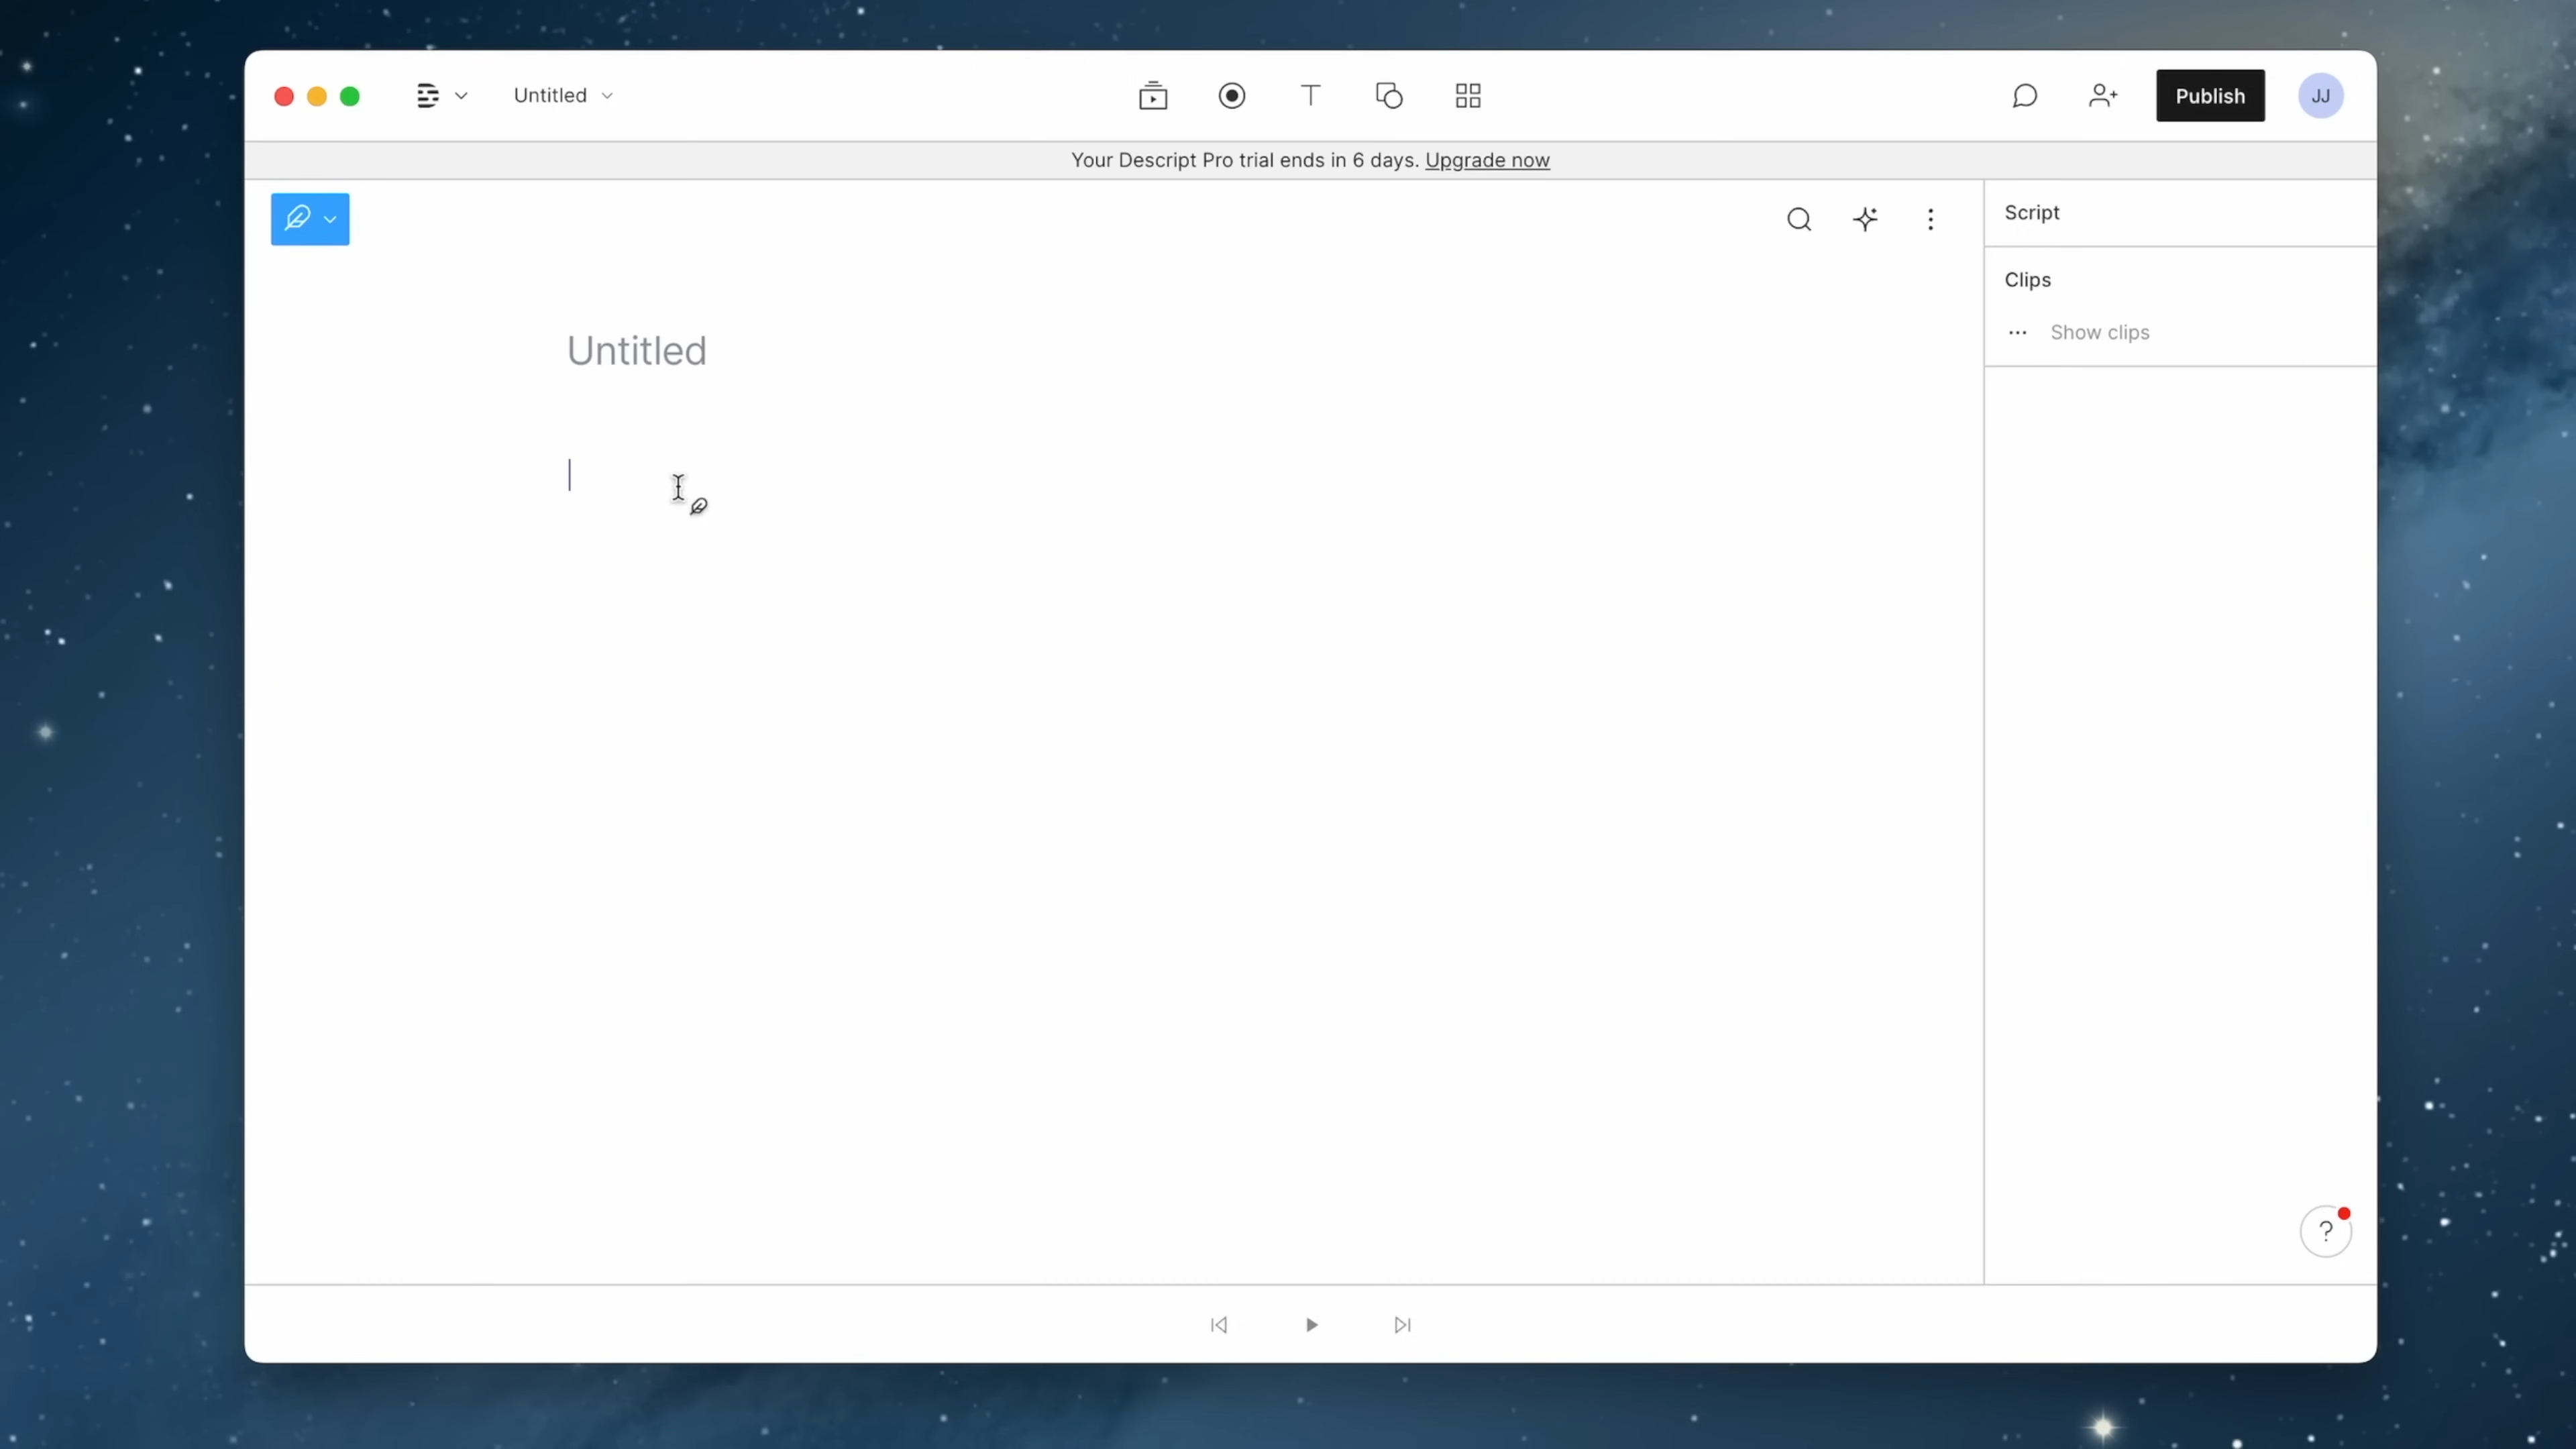 Untitled
Publish
JJ
Your Descript Pro trial ends in 6 days. Upgrade now
Script
Clips
Show clips
Untitled
?